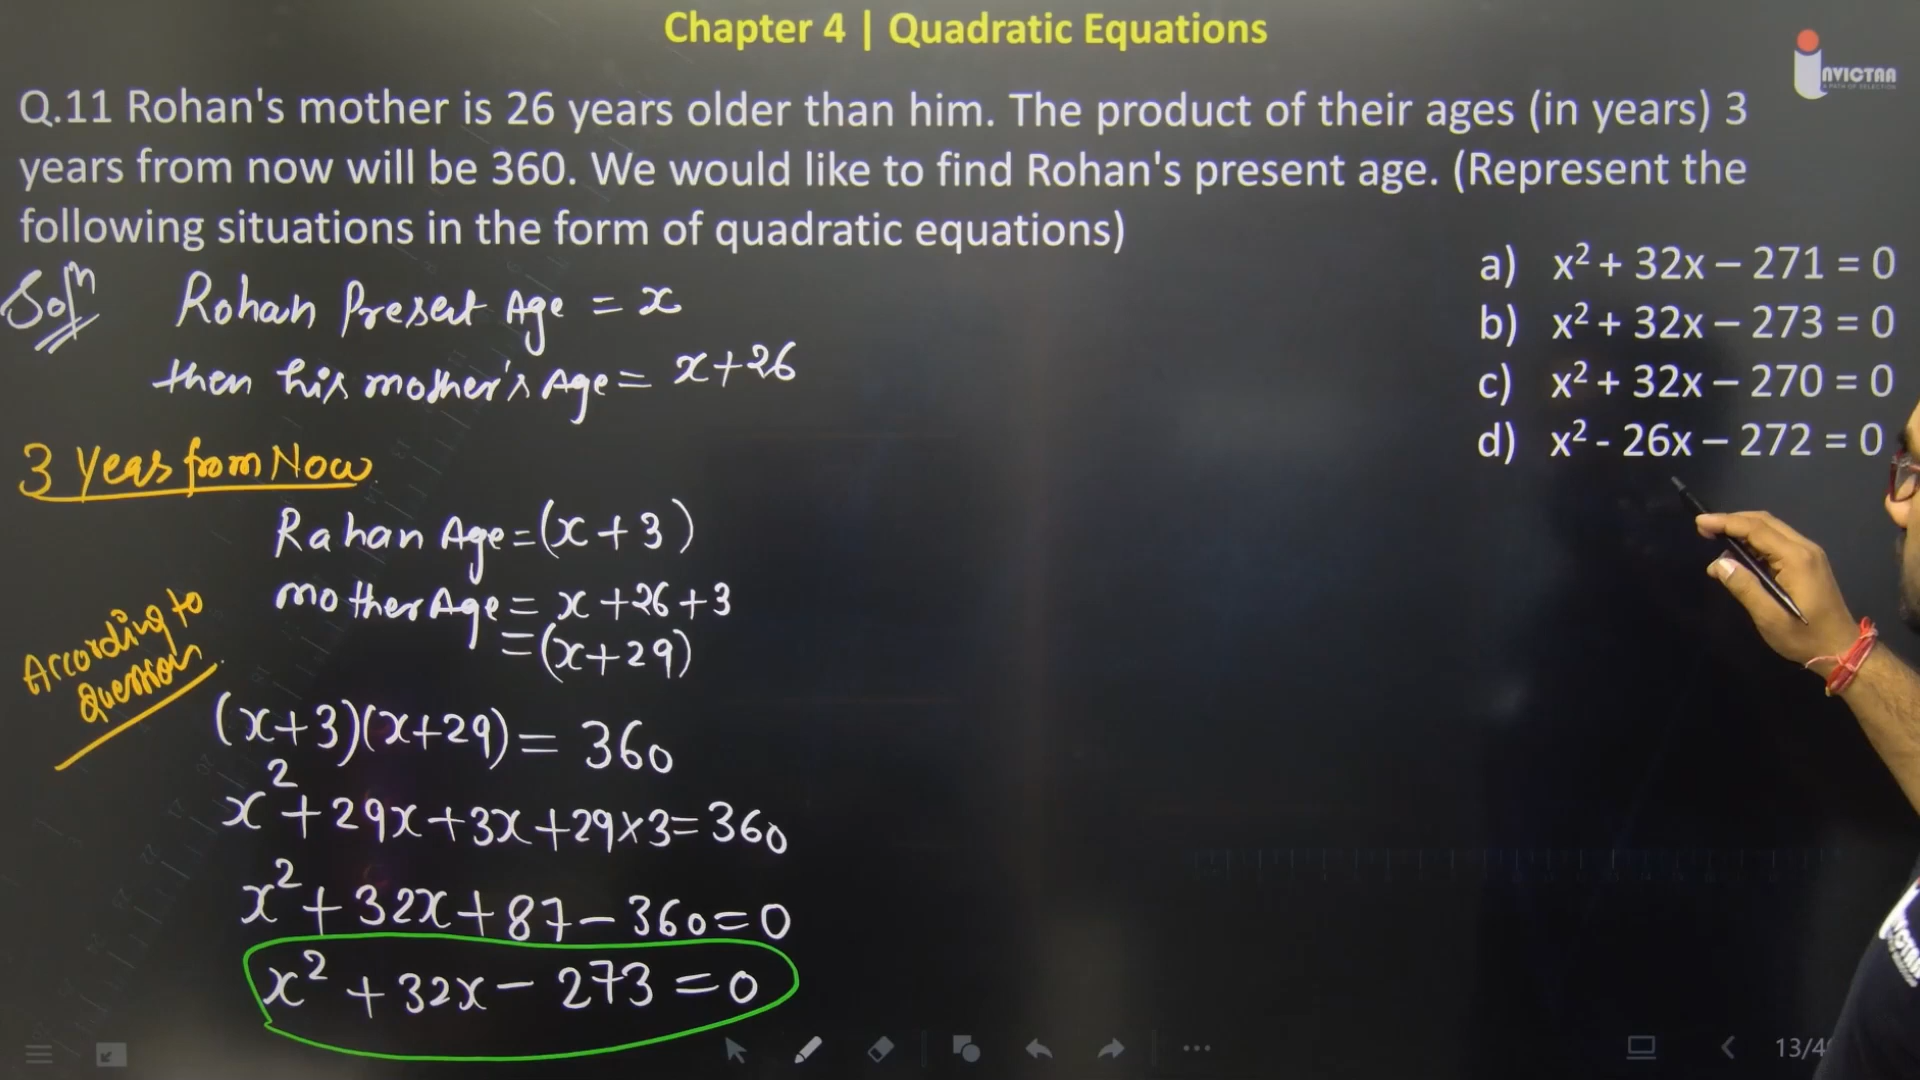 Chapter 4 | Quadratic Equations
INVICTAA
A PATH OF SELECTION
Q.11 Rohan's mother is 26 years older than him. The product of their ages (in years) 3
years from now will be 360. We would like to find Rohan's present age. (Represent the
following situations in the form of quadratic equations)
a) x² + 32x – 271 = 0
b) x² + 32x – 273 = 0
c) x² + 32x – 270 = 0
d) x² - 26x – 272 = 0
Solⁿ Rohan Present Age = x
then his mother's Age = x+26
3 Years from Now
Rahan Age = (x+3)
mother Age = x+26+3
= (x+29)
According to
Question
(x+3)(x+29) = 360
x² + 29x + 3x + 29×3 = 360
x² + 32x + 87 – 360 = 0
x² + 32x – 273 = 0